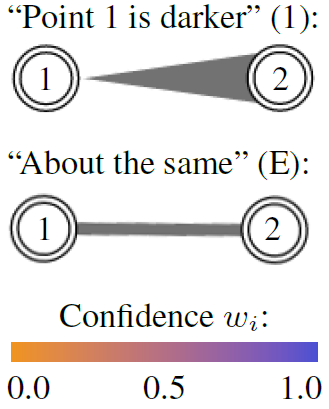 “Point 1 is darker” (1):
1 2
“About the same” (E):
1 2
Confidence wᵢ:
0.0 0.5 1.0